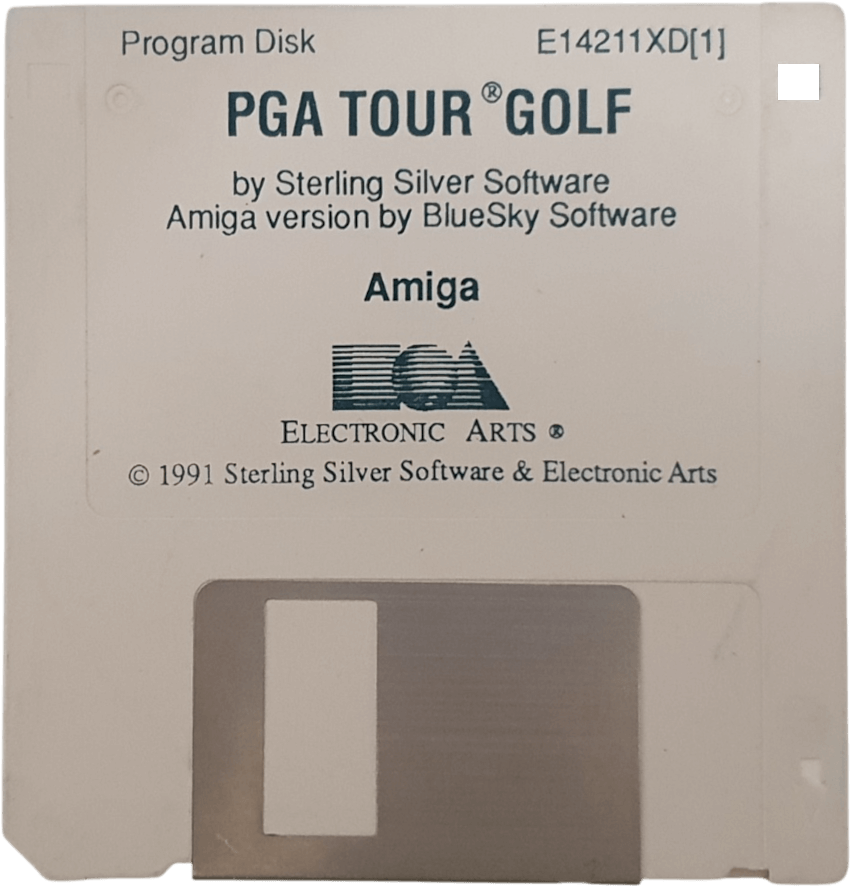 Program Disk E14211XD[1]
PGA TOUR® GOLF
by Sterling Silver Software
Amiga version by BlueSky Software
Amiga
EOA
ELECTRONIC ARTS ®
© 1991 Sterling Silver Software & Electronic Arts